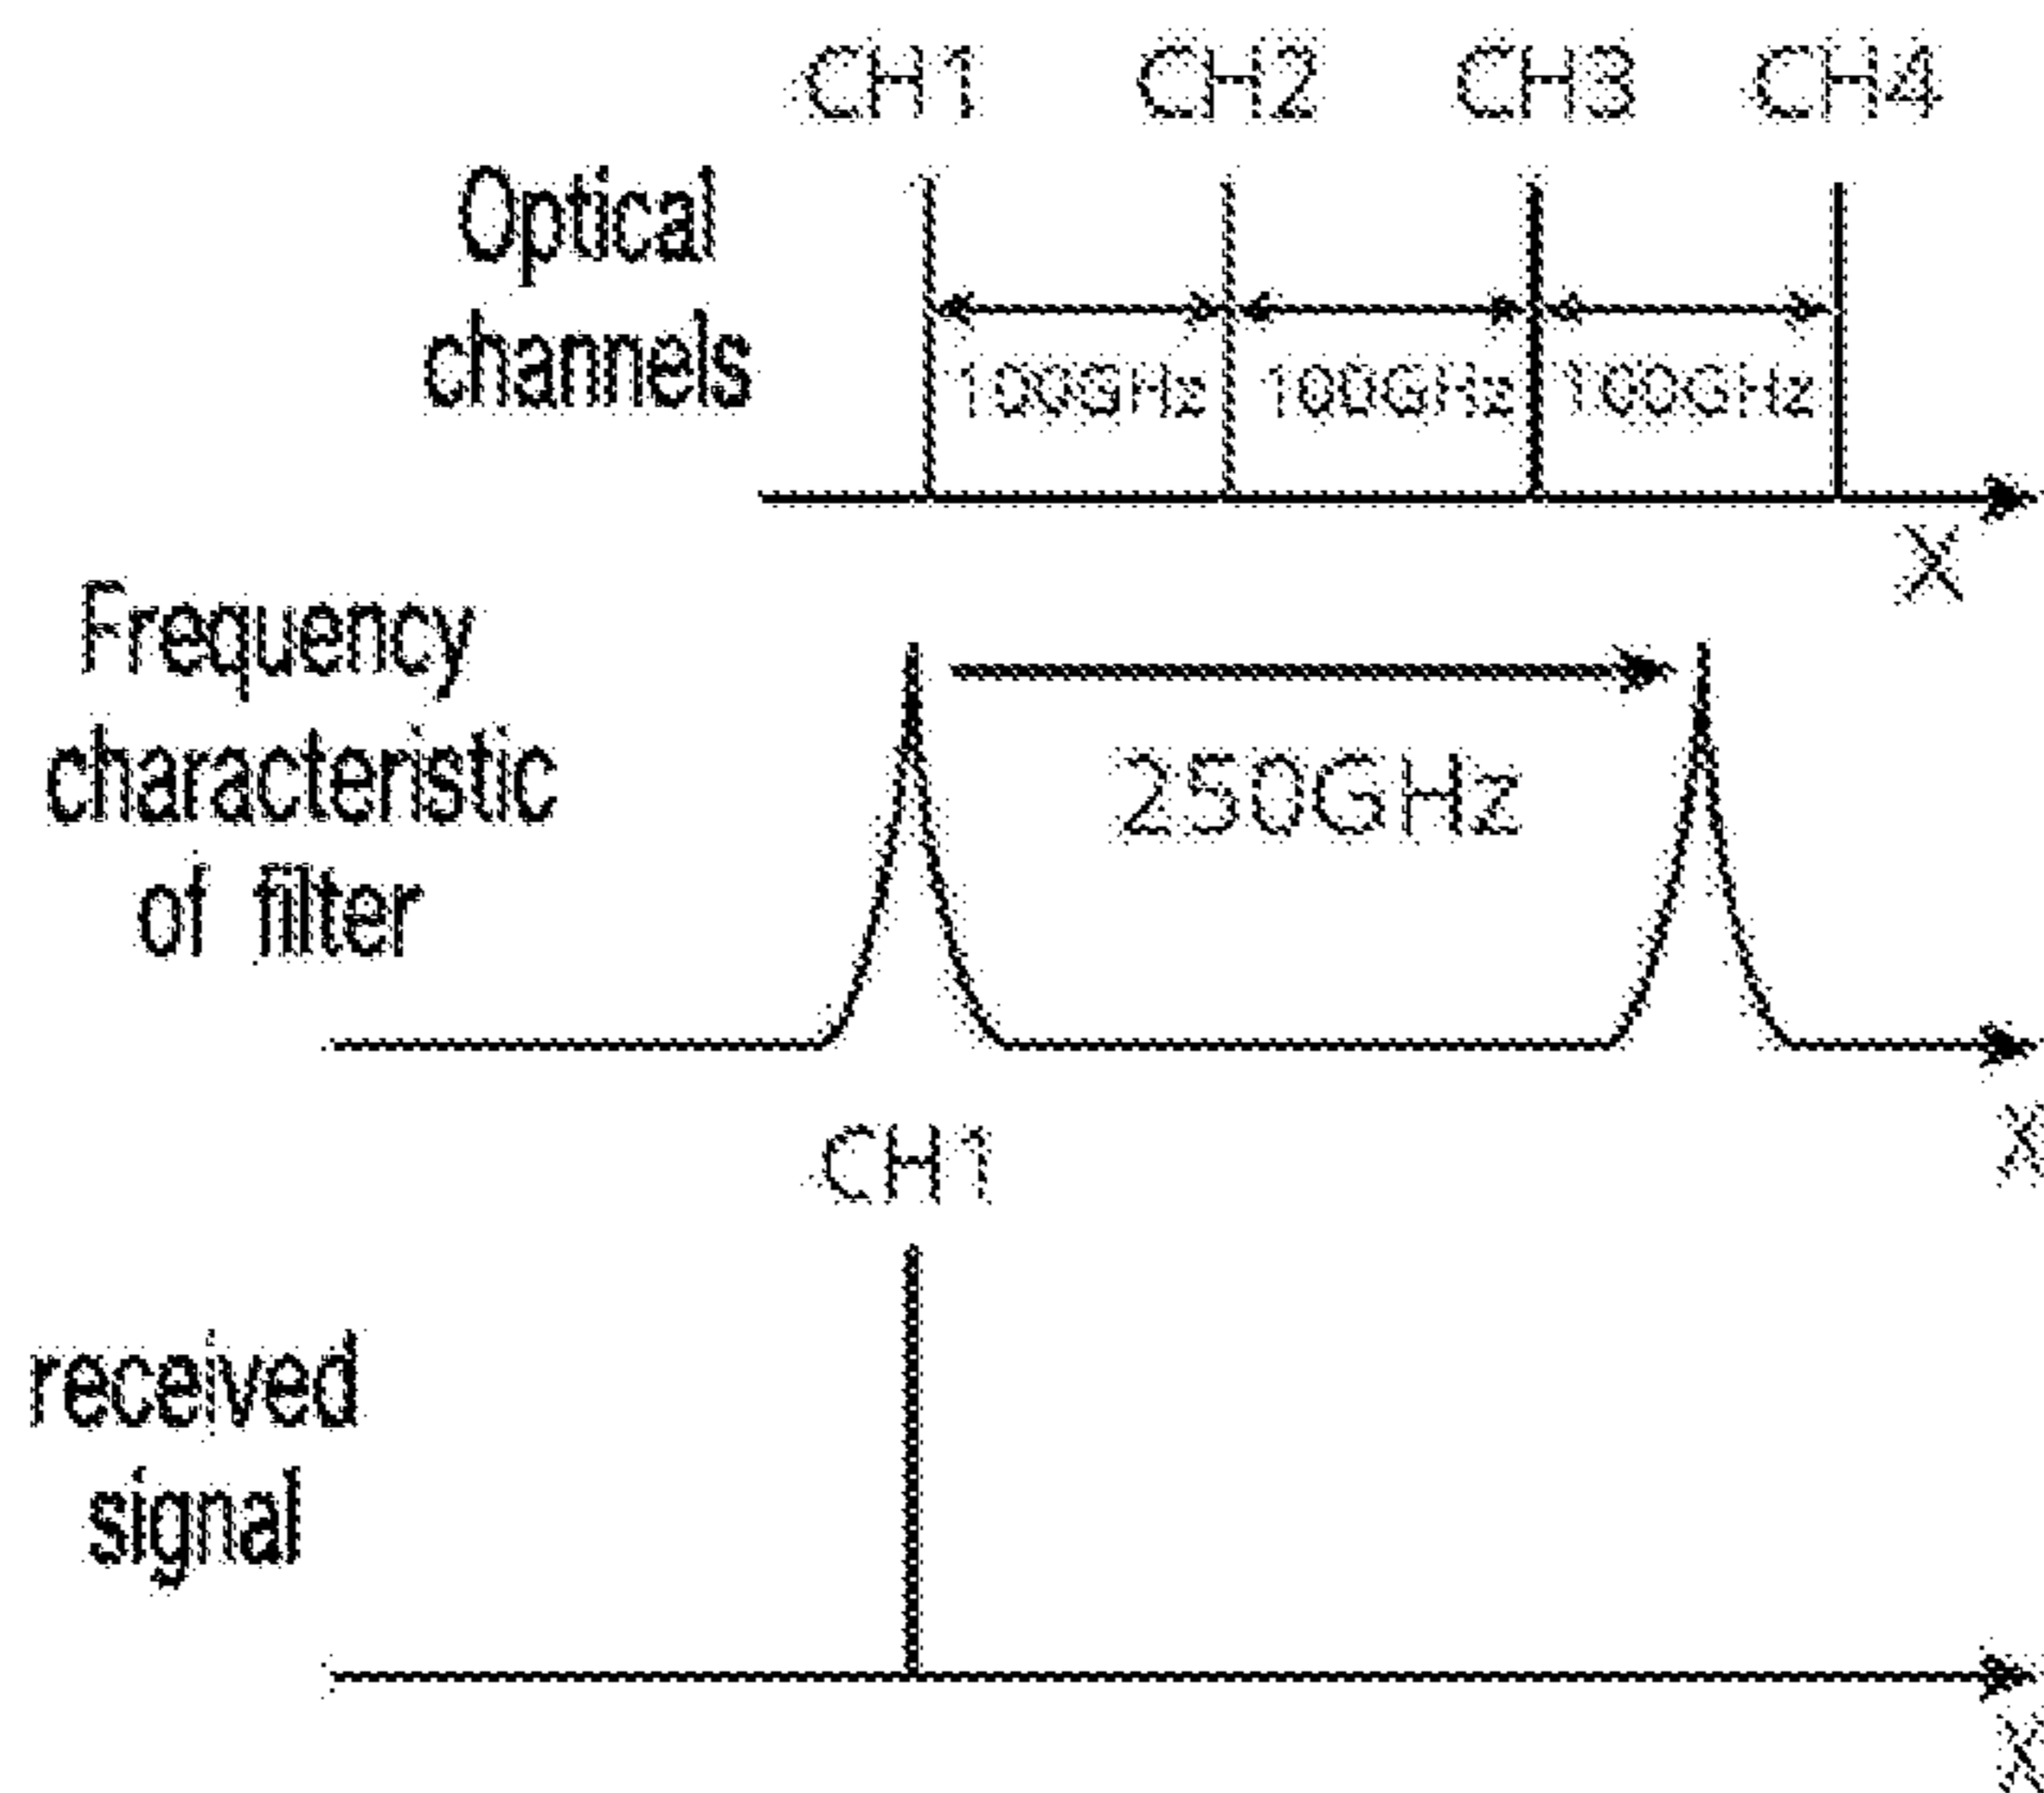 CH1 CH2 CH3 CH4
Optical
channels
100GHz 100GHz 100GHz
X
Frequency
characteristic
of filter
250GHz
X
CH1
received
signal
X